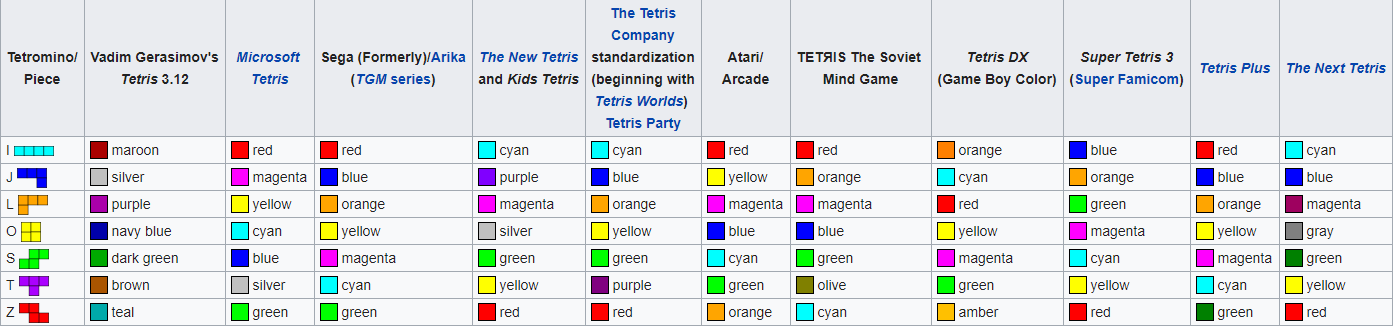 Tetromino/ Piece | Vadim Gerasimov's Tetris 3.12 | Microsoft Tetris | Sega (Formerly)/Arika (TGM series) | The New Tetris and Kids Tetris | The Tetris Company standardization (beginning with Tetris Worlds) Tetris Party | Atari/ Arcade | TETЯIS The Soviet Mind Game | Tetris DX (Game Boy Color) | Super Tetris 3 (Super Famicom) | Tetris Plus | The Next Tetris
I | maroon | red | red | cyan | cyan | red | red | orange | blue | red | cyan
J | silver | magenta | blue | purple | blue | yellow | orange | cyan | orange | blue | blue
L | purple | yellow | orange | magenta | orange | magenta | magenta | red | green | orange | magenta
O | navy blue | cyan | yellow | silver | yellow | blue | blue | yellow | magenta | yellow | gray
S | dark green | blue | magenta | green | green | cyan | green | magenta | cyan | magenta | green
T | brown | silver | cyan | yellow | purple | green | olive | green | yellow | cyan | yellow
Z | teal | green | green | red | red | orange | cyan | amber | red | green | red